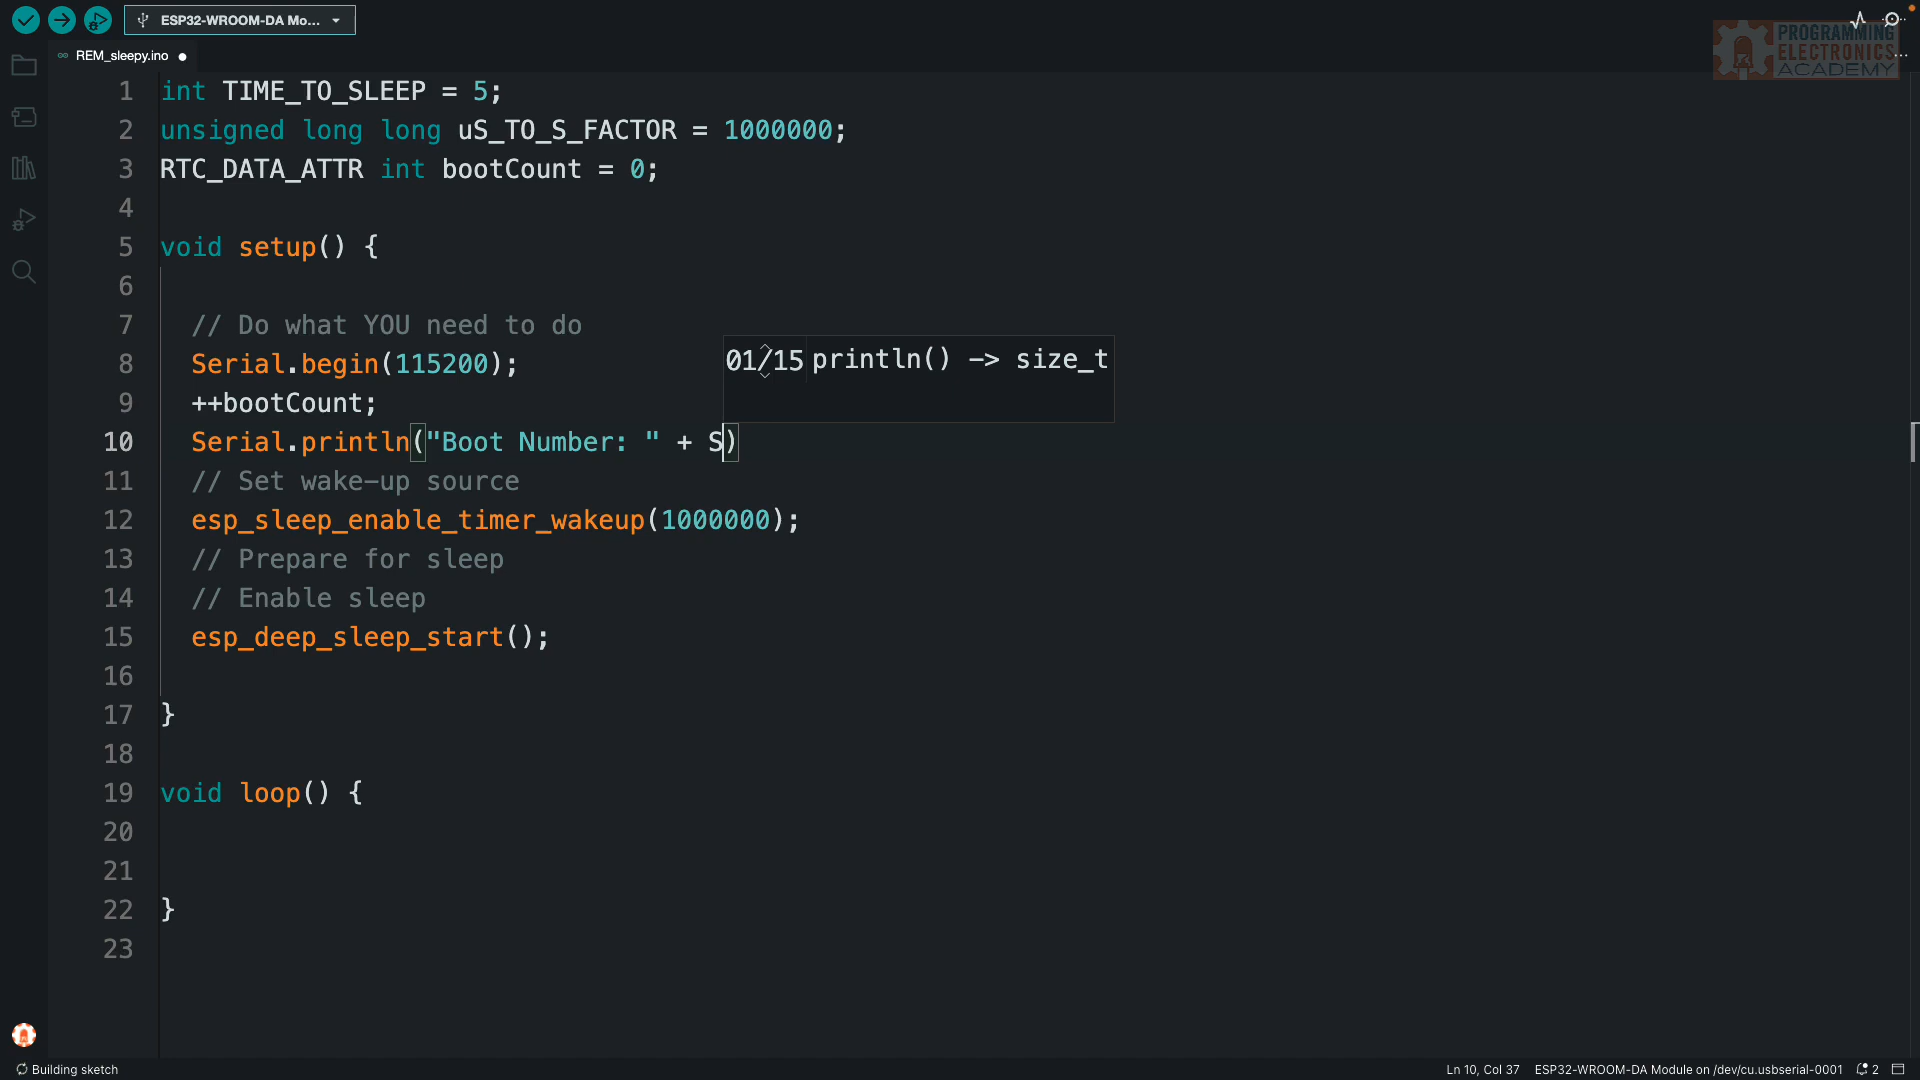 ESP32-WROOM-DA Mo...
REM_sleepy.ino
PROGRAMMING
ELECTRONICS
ACADEMY
1 int TIME_TO_SLEEP = 5;
2 unsigned long long uS_TO_S_FACTOR = 1000000;
3 RTC_DATA_ATTR int bootCount = 0;
4
5 void setup() {
6
7 // Do what YOU need to do
8 Serial.begin(115200);
01/15 println() -> size_t
9 ++bootCount;
10 Serial.println("Boot Number: " + S)
11 // Set wake-up source
12 esp_sleep_enable_timer_wakeup(1000000);
13 // Prepare for sleep
14 // Enable sleep
15 esp_deep_sleep_start();
16
17 }
18
19 void loop() {
20
21
22 }
23
Building sketch
Ln 10, Col 37 ESP32-WROOM-DA Module on /dev/cu.usbserial-0001 2